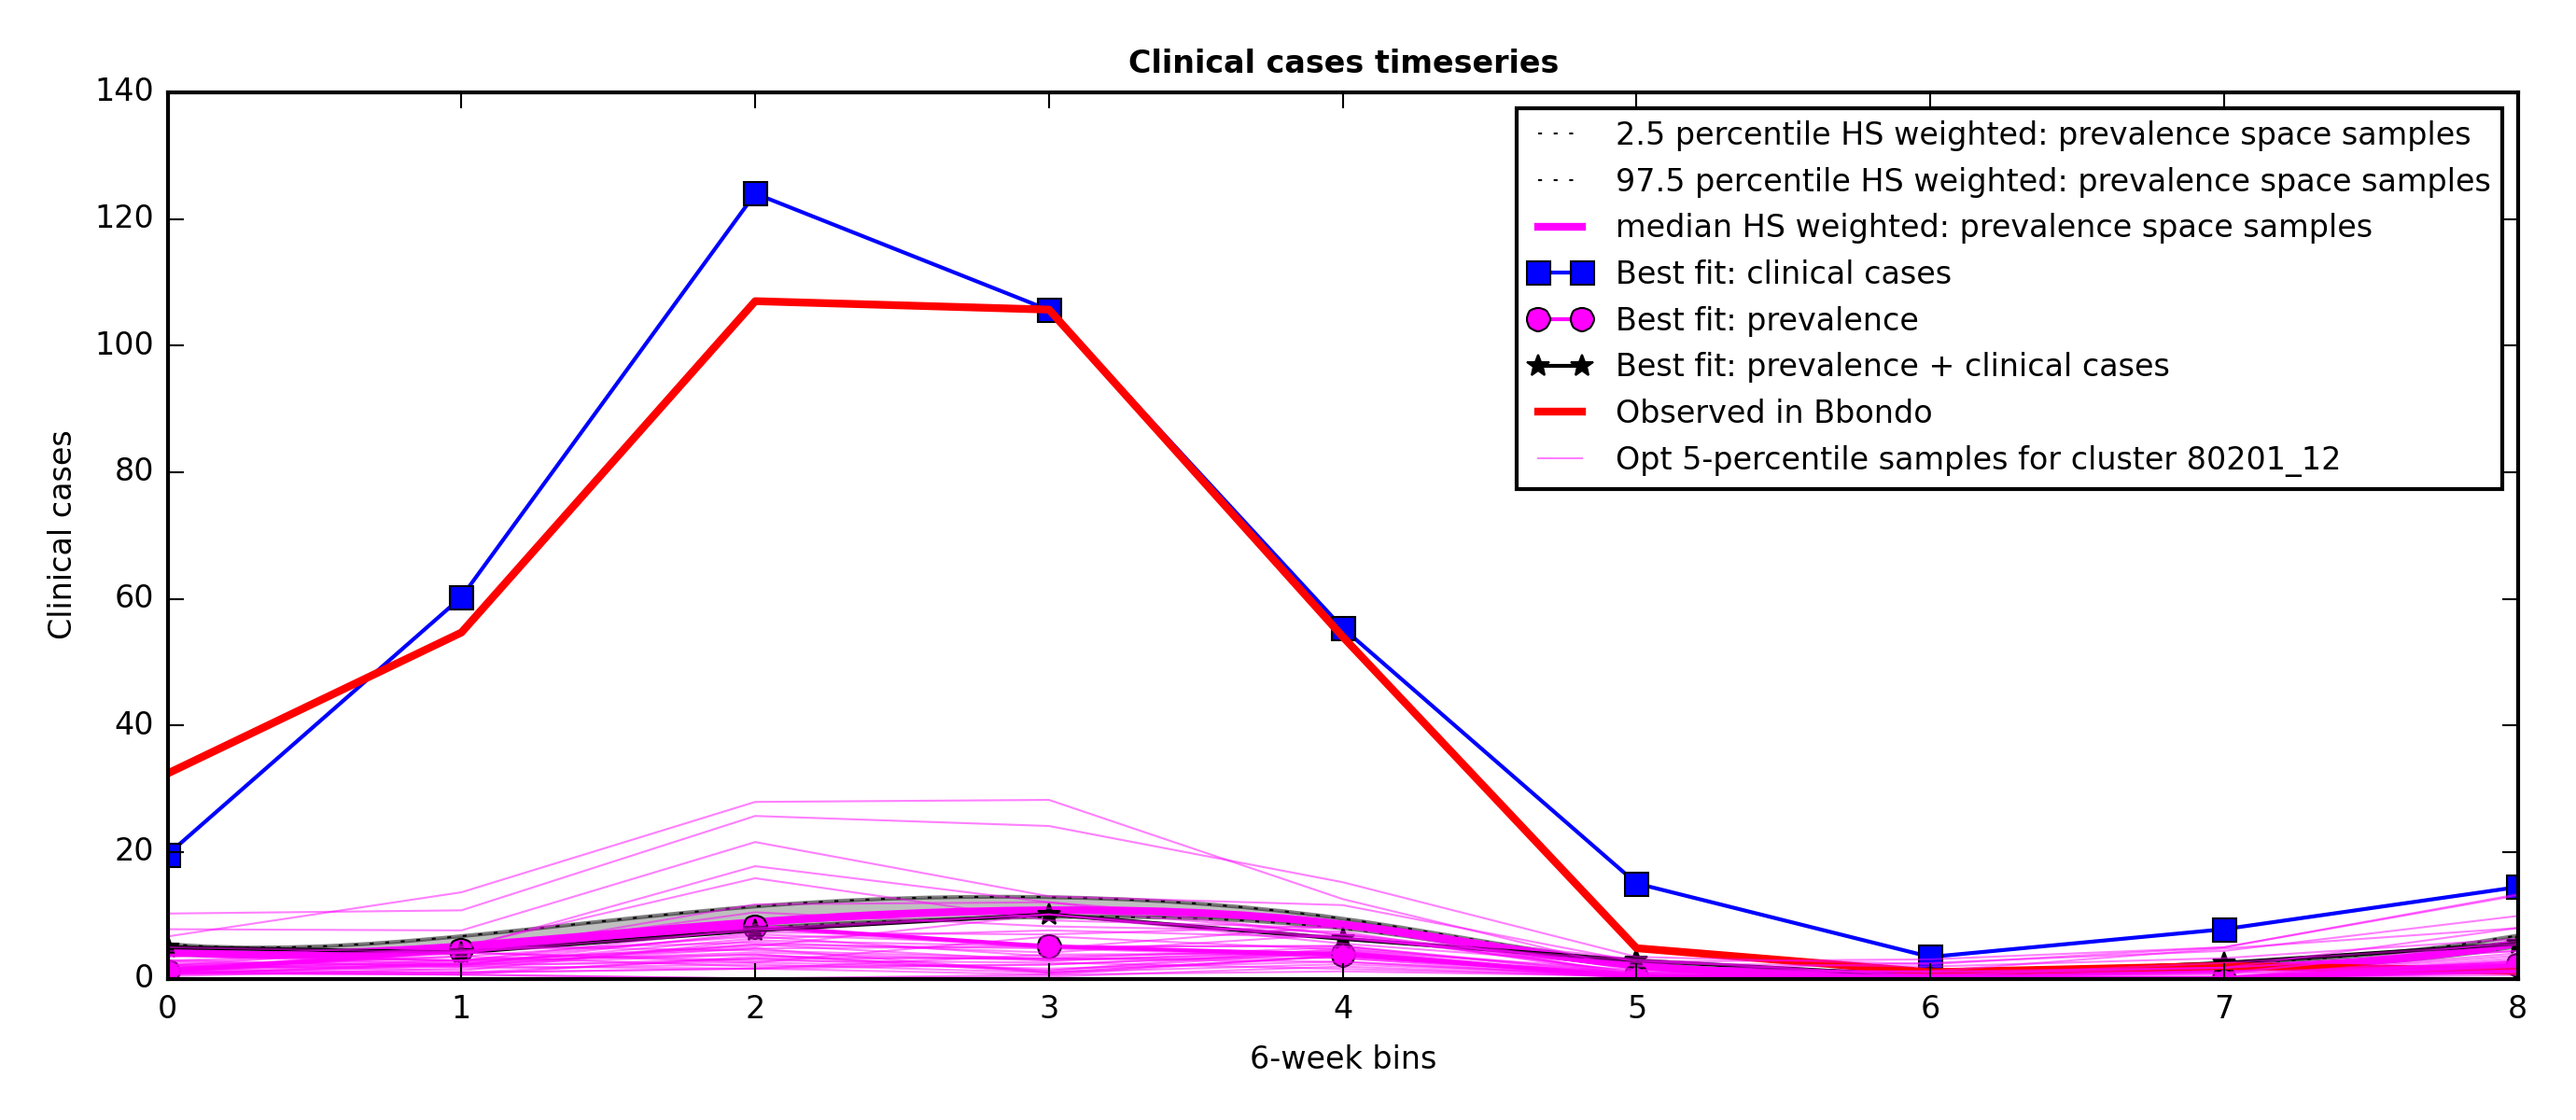 Clinical cases timeseries
140
120
100
80
60
40
20
0
Clinical cases
2.5 percentile HS weighted: prevalence space samples
97.5 percentile HS weighted: prevalence space samples
median HS weighted: prevalence space samples
Best fit: clinical cases
Best fit: prevalence
Best fit: prevalence + clinical cases
Observed in Bbondo
Opt 5-percentile samples for cluster 80201_12
0 1 2 3 4 5 6 7 8
6-week bins